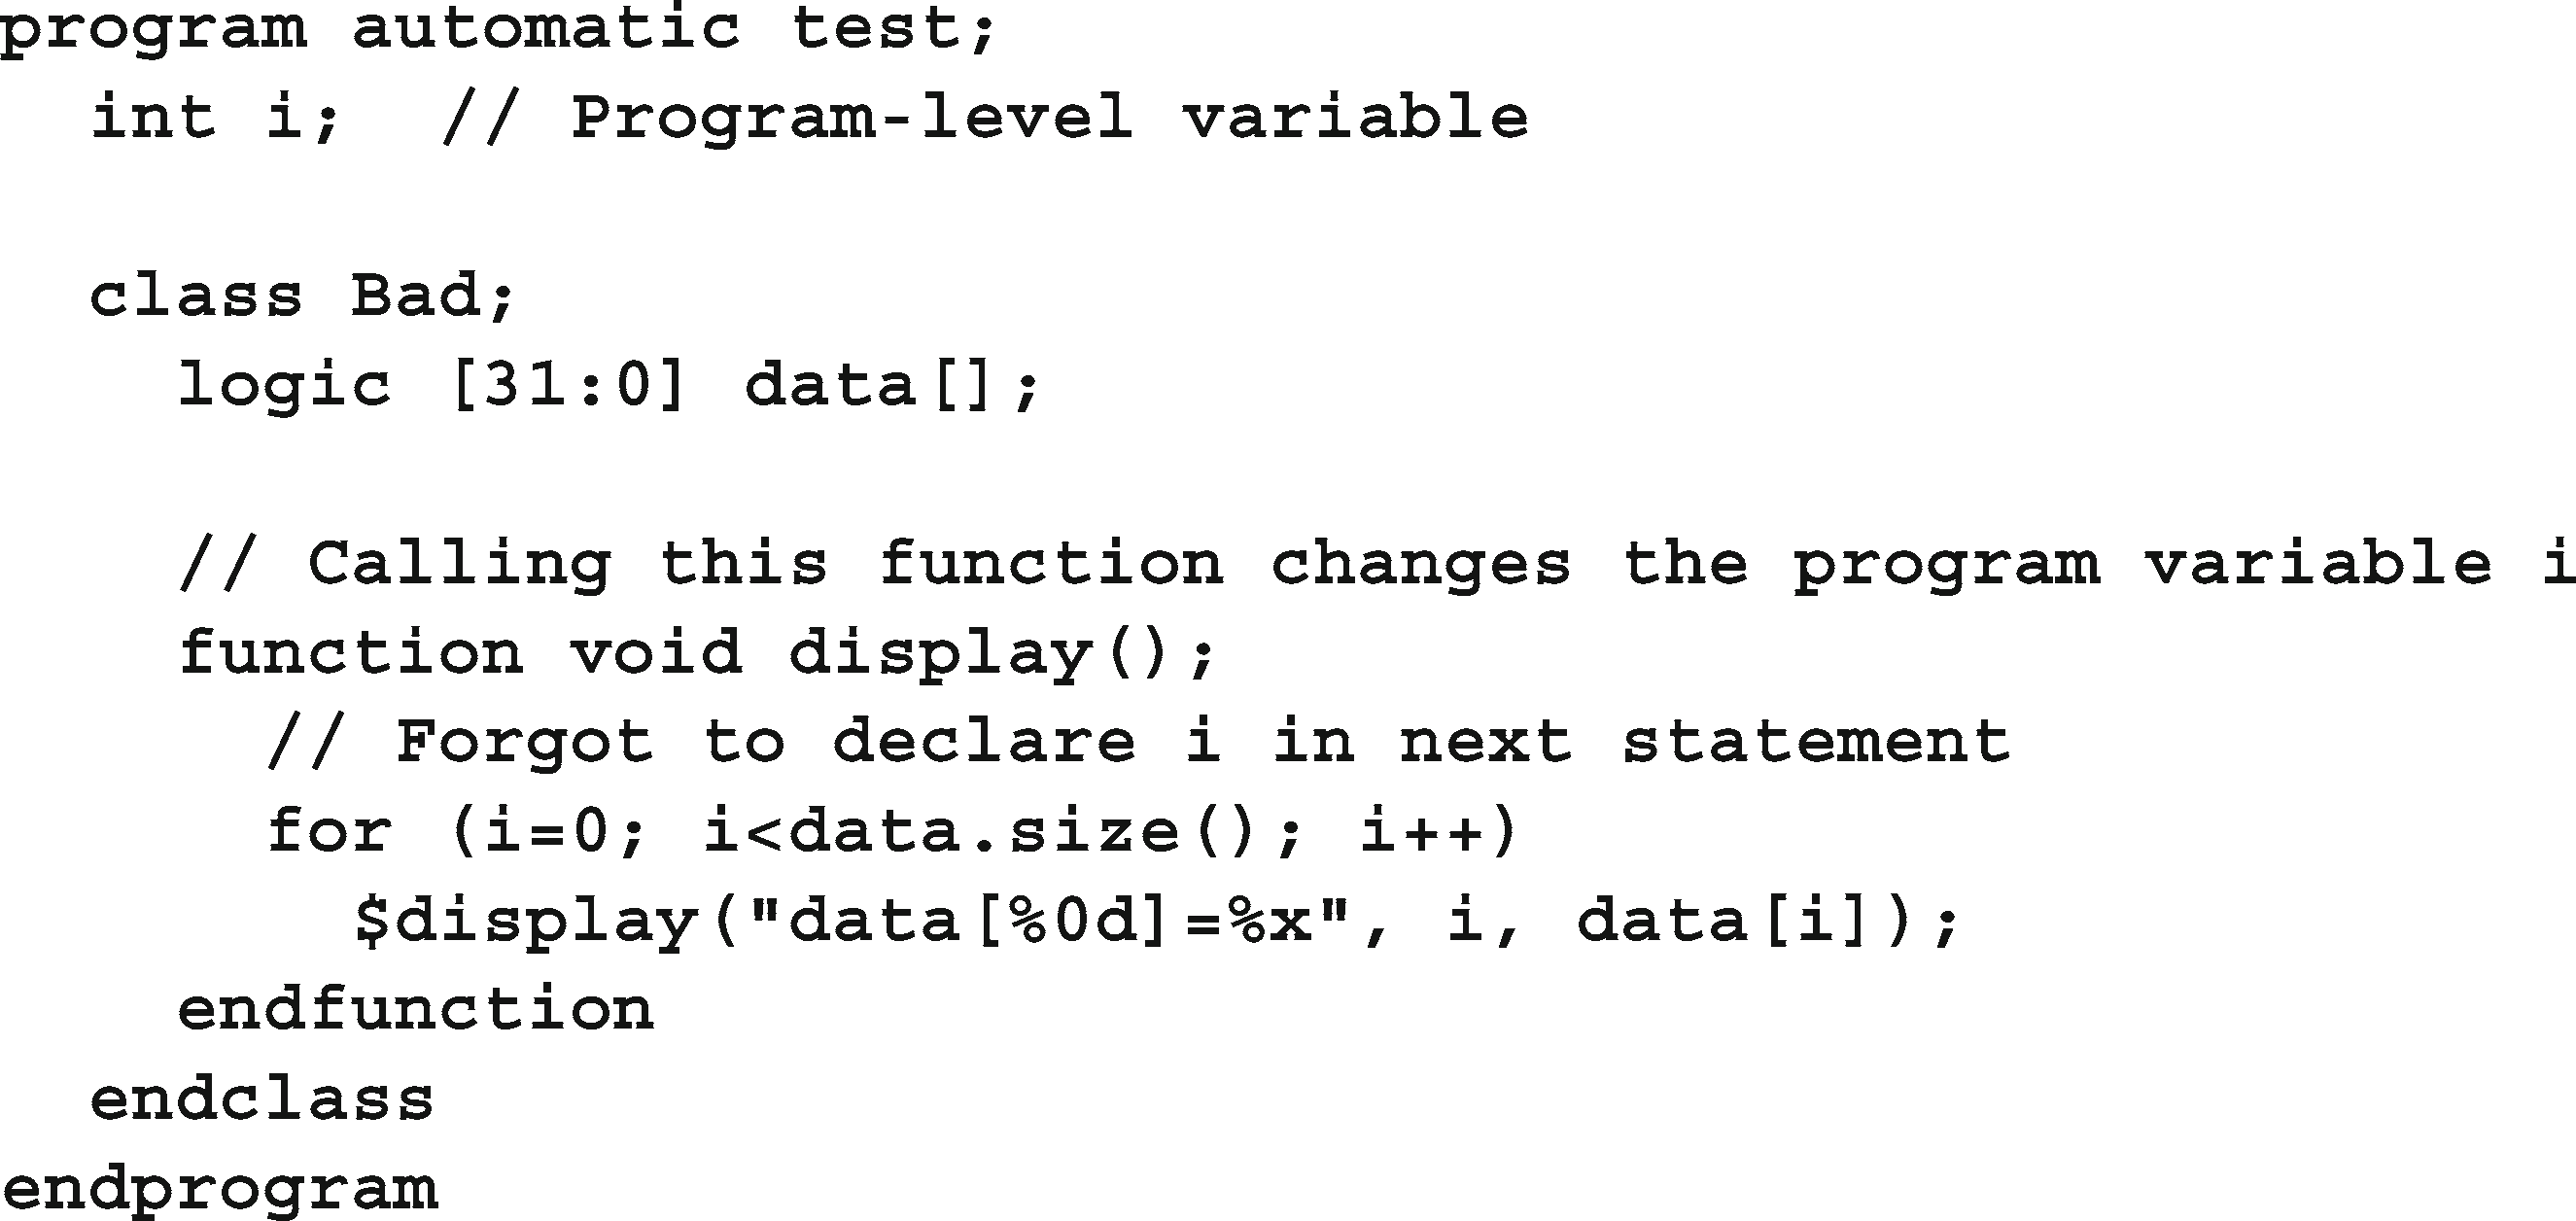 program automatic test;
  int i;  // Program-level variable

  class Bad;
    logic [31:0] data[];

    // Calling this function changes the program variable i
    function void display();
      // Forgot to declare i in next statement
      for (i=0; i<data.size(); i++)
        $display("data[%0d]=%x", i, data[i]);
    endfunction
  endclass
endprogram